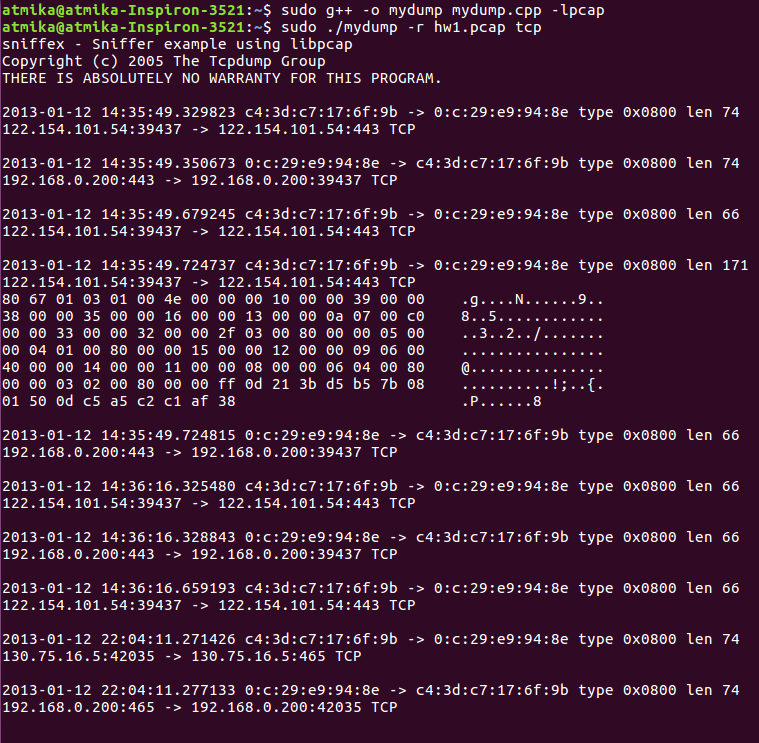 atmika@atmika-Inspiron-3521:~$ sudo g++ -o mydump mydump.cpp -lpcap
atmika@atmika-Inspiron-3521:~$ sudo ./mydump -r hw1.pcap tcp
sniffex - Sniffer example using libpcap
Copyright (c) 2005 The Tcpdump Group
THERE IS ABSOLUTELY NO WARRANTY FOR THIS PROGRAM.

2013-01-12 14:35:49.329823 c4:3d:c7:17:6f:9b -> 0:c:29:e9:94:8e type 0x0800 len 74
122.154.101.54:39437 -> 122.154.101.54:443 TCP

2013-01-12 14:35:49.350673 0:c:29:e9:94:8e -> c4:3d:c7:17:6f:9b type 0x0800 len 74
192.168.0.200:443 -> 192.168.0.200:39437 TCP

2013-01-12 14:35:49.679245 c4:3d:c7:17:6f:9b -> 0:c:29:e9:94:8e type 0x0800 len 66
122.154.101.54:39437 -> 122.154.101.54:443 TCP

2013-01-12 14:35:49.724737 c4:3d:c7:17:6f:9b -> 0:c:29:e9:94:8e type 0x0800 len 171
122.154.101.54:39437 -> 122.154.101.54:443 TCP
80 67 01 03 01 00 4e 00 00 00 10 00 00 39 00 00    .g....N......9..
38 00 00 35 00 00 16 00 00 13 00 00 0a 07 00 c0    8..5............
00 00 33 00 00 32 00 00 2f 03 00 80 00 00 05 00    ..3..2../.......
00 04 01 00 80 00 00 15 00 00 12 00 00 09 06 00    ................
40 00 00 14 00 00 11 00 00 08 00 00 06 04 00 80    @...............
00 00 03 02 00 80 00 00 ff 0d 21 3b d5 b5 7b 08    ..........!;..{.
01 50 0d c5 a5 c2 c1 af 38                         .P......8

2013-01-12 14:35:49.724815 0:c:29:e9:94:8e -> c4:3d:c7:17:6f:9b type 0x0800 len 66
192.168.0.200:443 -> 192.168.0.200:39437 TCP

2013-01-12 14:36:16.325480 c4:3d:c7:17:6f:9b -> 0:c:29:e9:94:8e type 0x0800 len 66
122.154.101.54:39437 -> 122.154.101.54:443 TCP

2013-01-12 14:36:16.328843 0:c:29:e9:94:8e -> c4:3d:c7:17:6f:9b type 0x0800 len 66
192.168.0.200:443 -> 192.168.0.200:39437 TCP

2013-01-12 14:36:16.659193 c4:3d:c7:17:6f:9b -> 0:c:29:e9:94:8e type 0x0800 len 66
122.154.101.54:39437 -> 122.154.101.54:443 TCP

2013-01-12 22:04:11.271426 c4:3d:c7:17:6f:9b -> 0:c:29:e9:94:8e type 0x0800 len 74
130.75.16.5:42035 -> 130.75.16.5:465 TCP

2013-01-12 22:04:11.277133 0:c:29:e9:94:8e -> c4:3d:c7:17:6f:9b type 0x0800 len 74
192.168.0.200:465 -> 192.168.0.200:42035 TCP